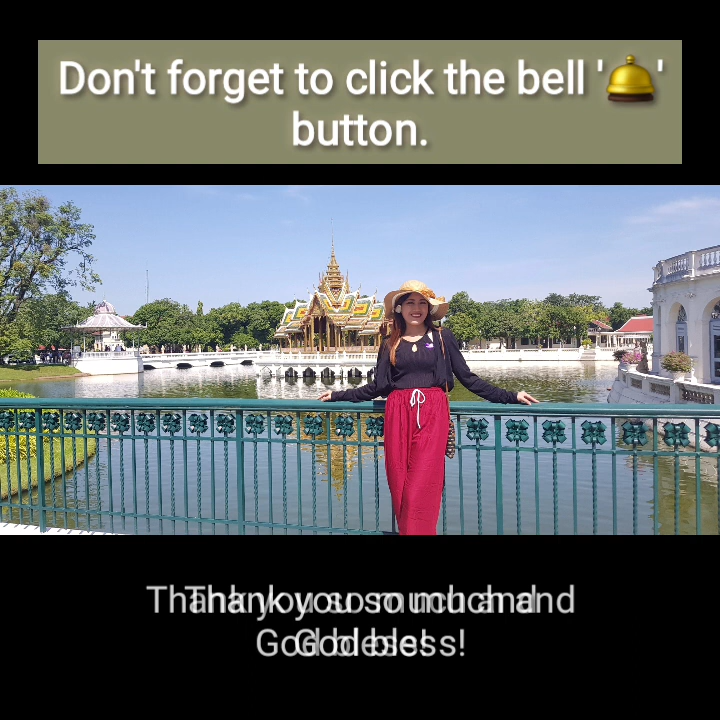 Don't forget to click the bell '🛎'
button.
Thank you so much and
God bless!